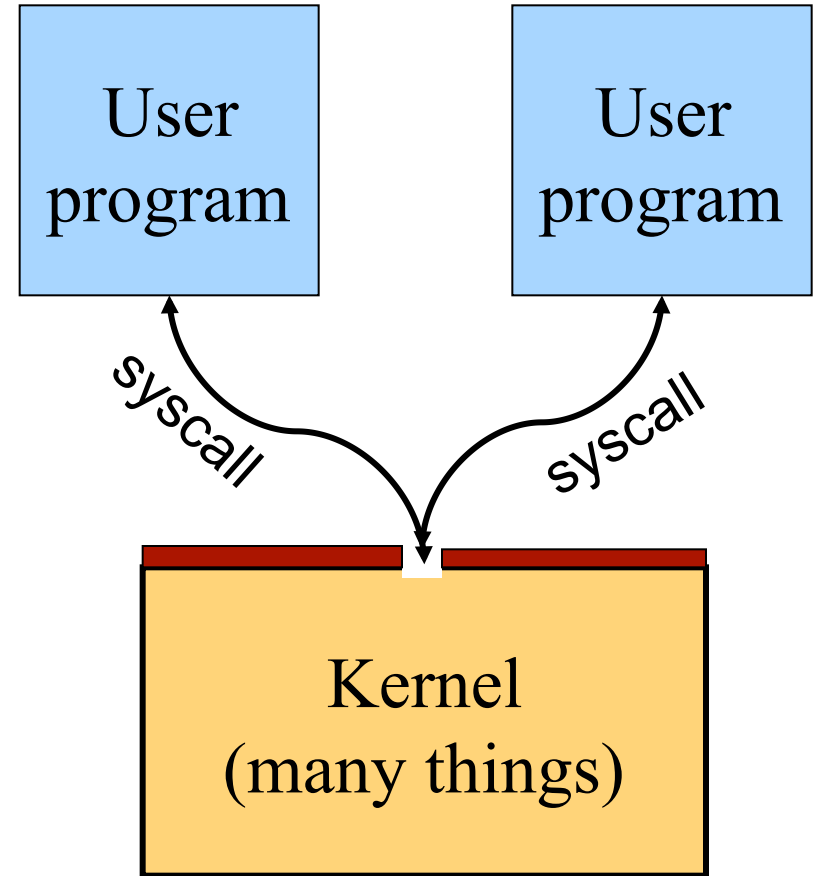 User
program
User
program
syscall
syscall
Kernel
(many things)